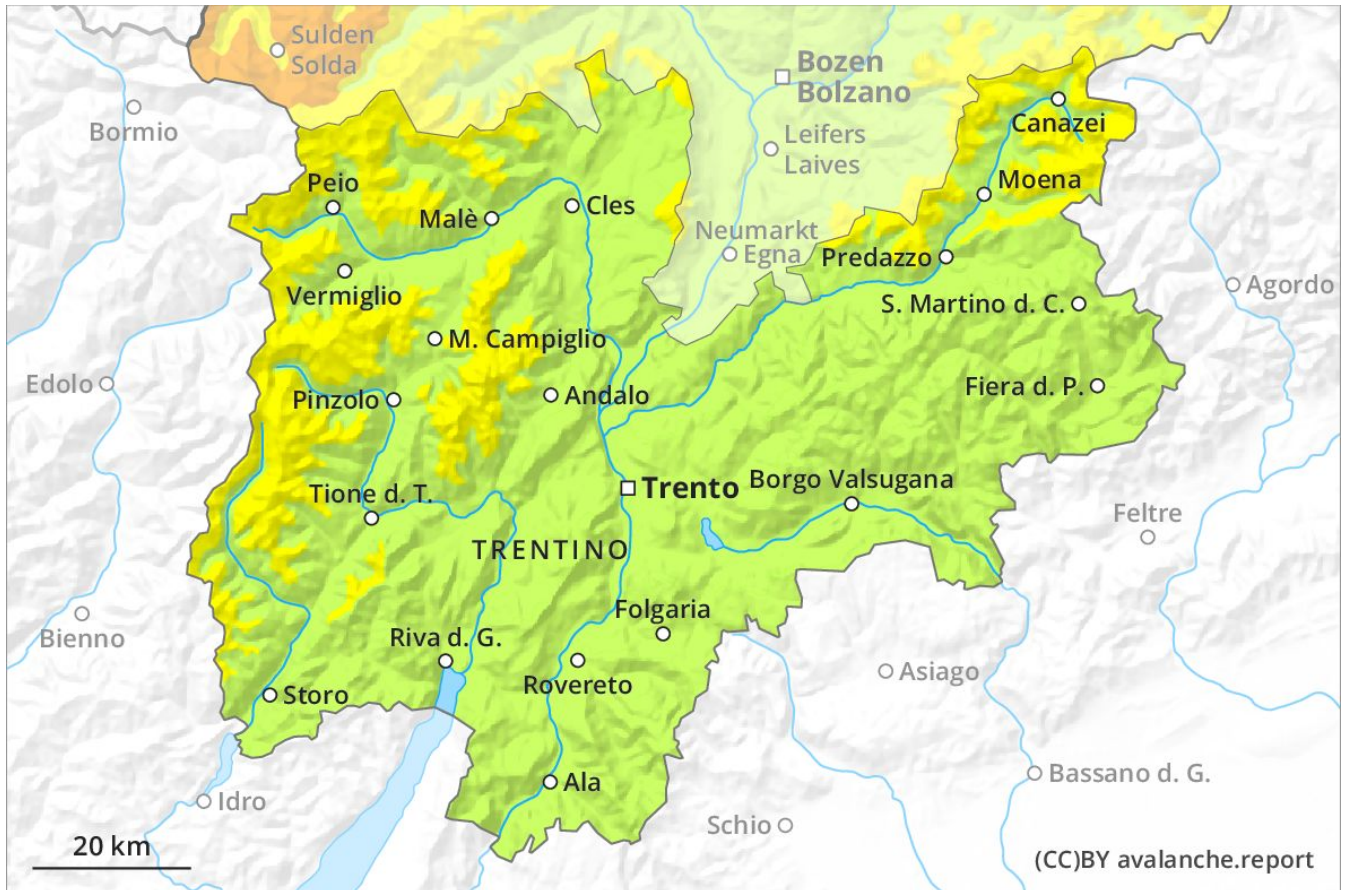 Sulden
Solda
Bozen
Bolzano
Bormio
Canazei
Leifers
Laives
Peio
Moena
Malè
Cles
Neumarkt
Egna
Predazzo
Vermiglio
Agordo
S. Martino d. C.
M. Campiglio
Edolo
Fiera d. P.
Pinzolo
Andalo
Trento
Borgo Valsugana
Tione d. T.
Feltre
TRENTINO
Folgaria
Bienno
Riva d. G.
Asiago
Rovereto
Storo
Bassano d. G.
Ala
Idro
Schio
20 km
(CC)BY avalanche.report